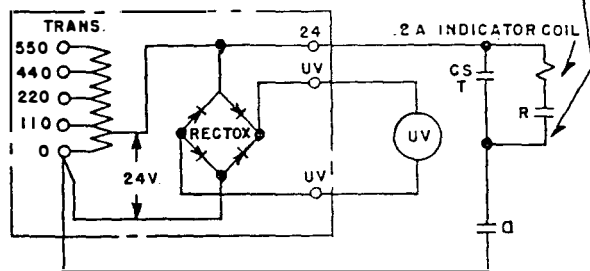 TRANS.
550
440
220
110
0
24V.
RECTOX
24
UV
UV
UV
.2 A INDICATOR COIL
CS
T
R
a